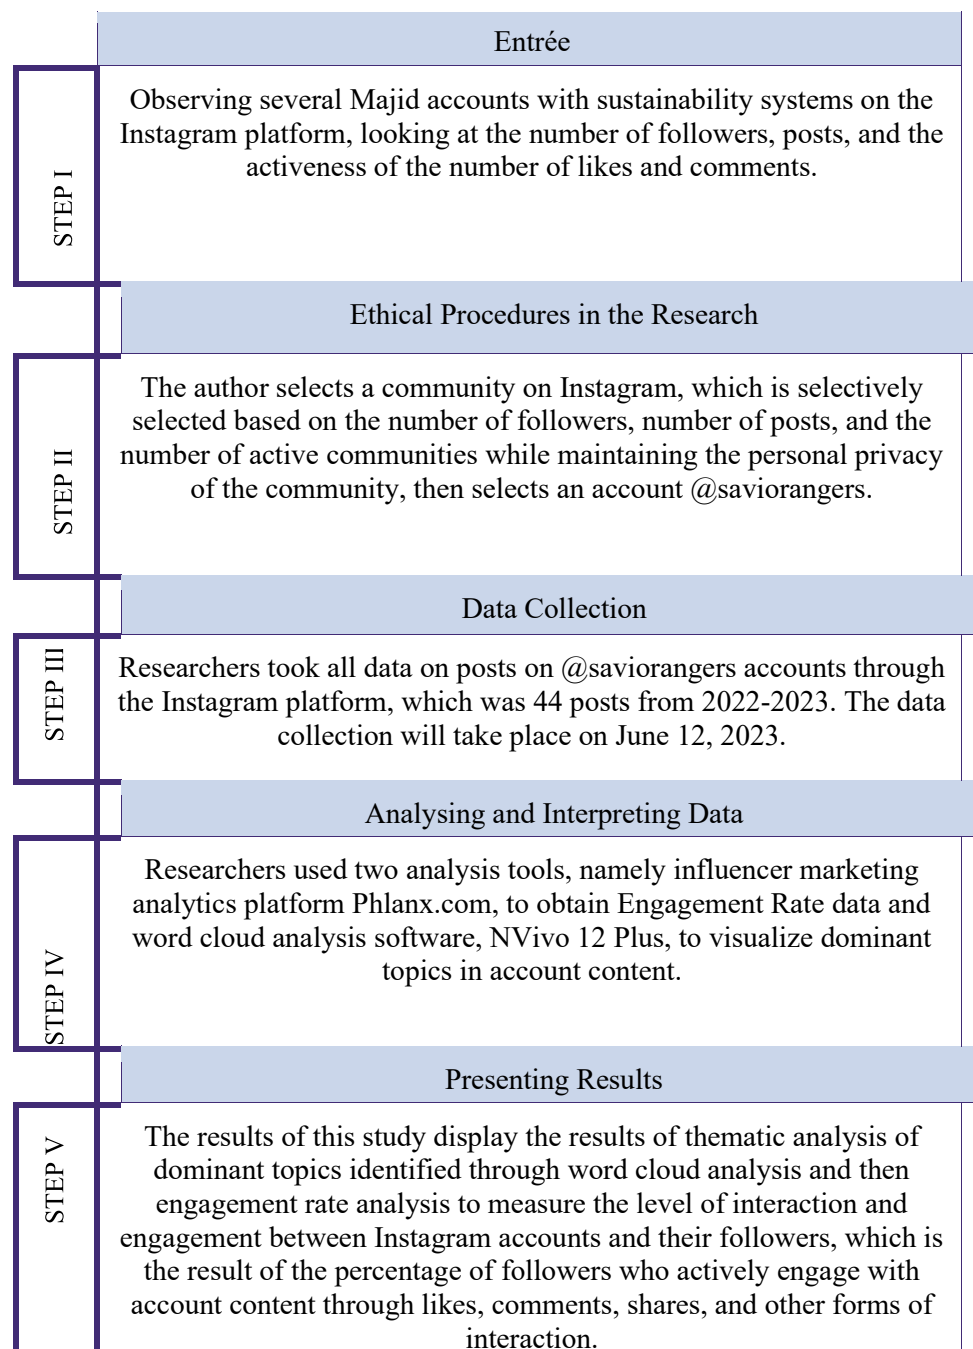 Entrée
STEP I
Observing several Majid accounts with sustainability systems on the
Instagram platform, looking at the number of followers, posts, and the
activeness of the number of likes and comments.
Ethical Procedures in the Research
STEP II
The author selects a community on Instagram, which is selectively
selected based on the number of followers, number of posts, and the
number of active communities while maintaining the personal privacy
of the community, then selects an account @saviorangers.
Data Collection
STEP III
Researchers took all data on posts on @saviorangers accounts through
the Instagram platform, which was 44 posts from 2022-2023. The data
collection will take place on June 12, 2023.
Analysing and Interpreting Data
STEP IV
Researchers used two analysis tools, namely influencer marketing
analytics platform Phlanx.com, to obtain Engagement Rate data and
word cloud analysis software, NVivo 12 Plus, to visualize dominant
topics in account content.
Presenting Results
STEP V
The results of this study display the results of thematic analysis of
dominant topics identified through word cloud analysis and then
engagement rate analysis to measure the level of interaction and
engagement between Instagram accounts and their followers, which is
the result of the percentage of followers who actively engage with
account content through likes, comments, shares, and other forms of
interaction.